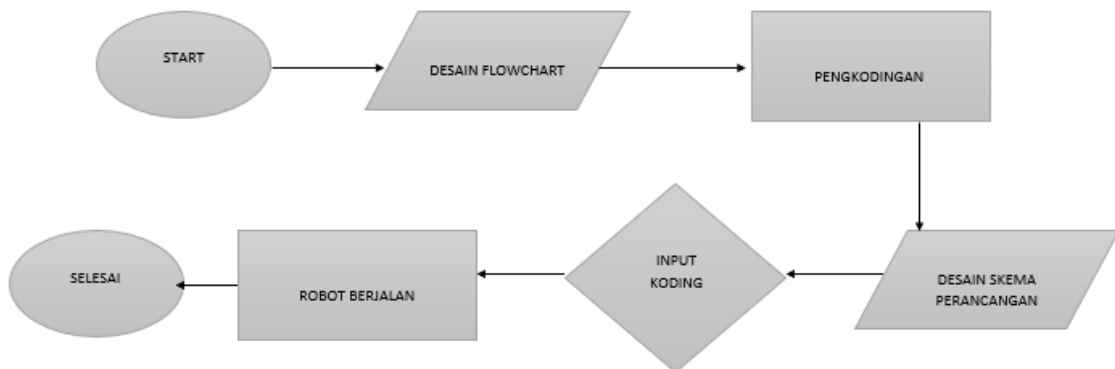 START
DESAIN FLOWCHART
PENGKODINGAN
DESAIN SKEMA
PERANCANGAN
INPUT
KODING
ROBOT BERJALAN
SELESAI